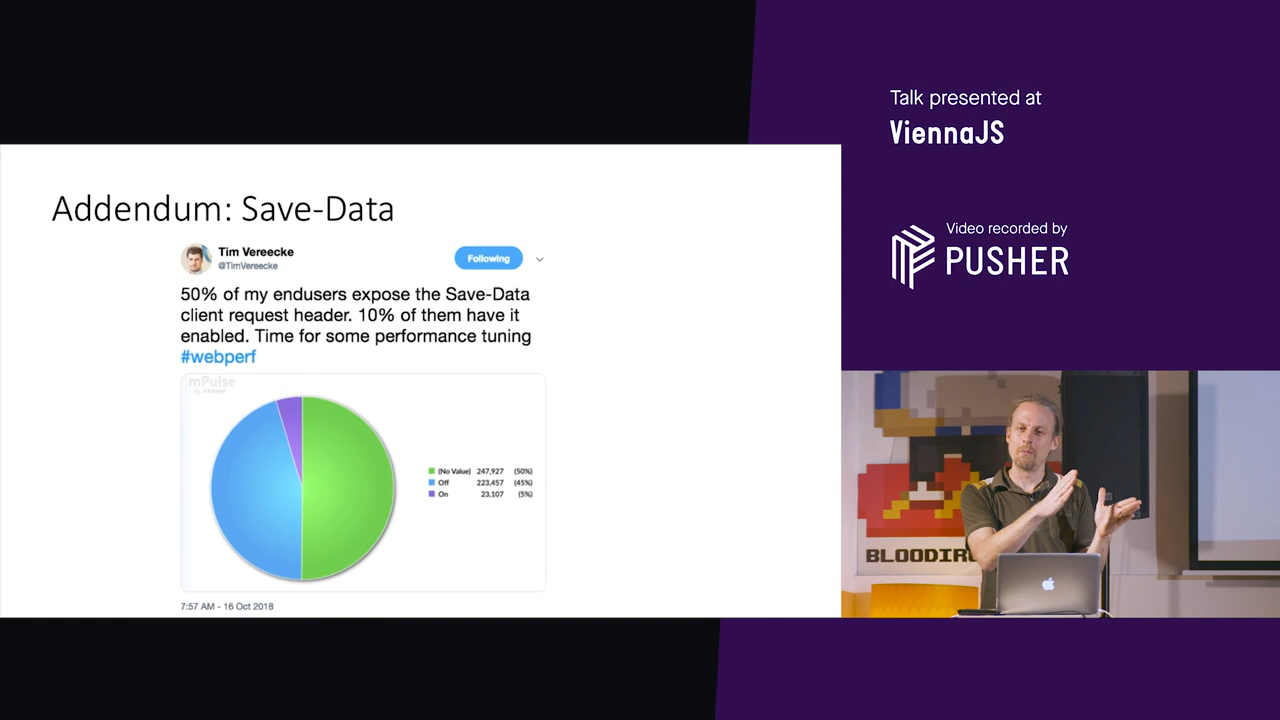 Talk presented at
ViennaJS
Video recorded by
PUSHER
Addendum: Save-Data
Tim Vereecke
@TimVereecke
Following
50% of my endusers expose the Save-Data
client request header. 10% of them have it
enabled. Time for some performance tuning
#webperf
mPulse
(No Value) 247,927 (50%)
Off 223,457 (45%)
On 23,107 (5%)
7:57 AM - 16 Oct 2018